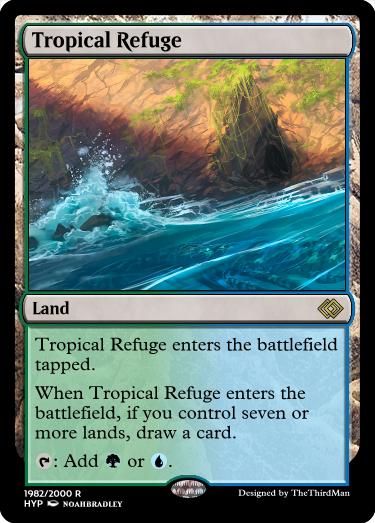 Tropical Refuge
Land
Tropical Refuge enters the battlefield
tapped.
When Tropical Refuge enters the
battlefield, if you control seven or
more lands, draw a card.
: Add or .
1982/2000 R
HYP NOAHBRADLEY
Designed by TheThirdMan